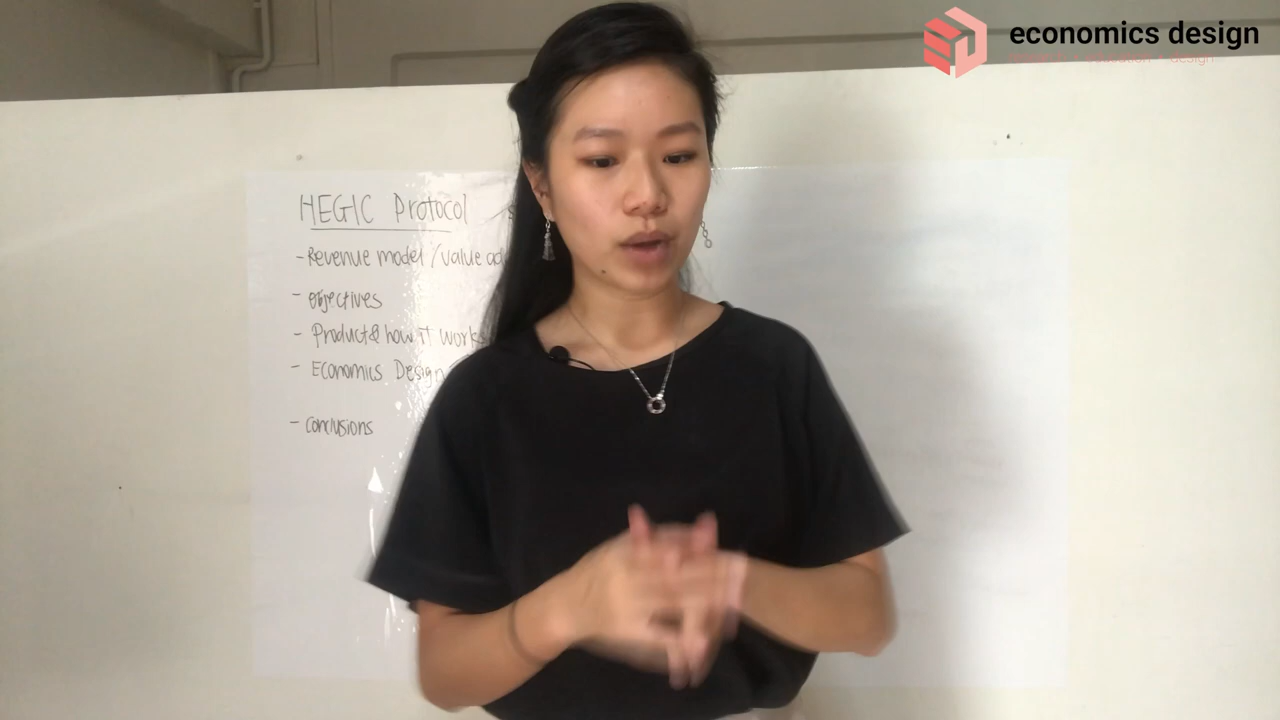 economics design
HEGIC Protocol
- Revenue model / value
- objectives
- Product & how it works
- Economics Design
- conclusions